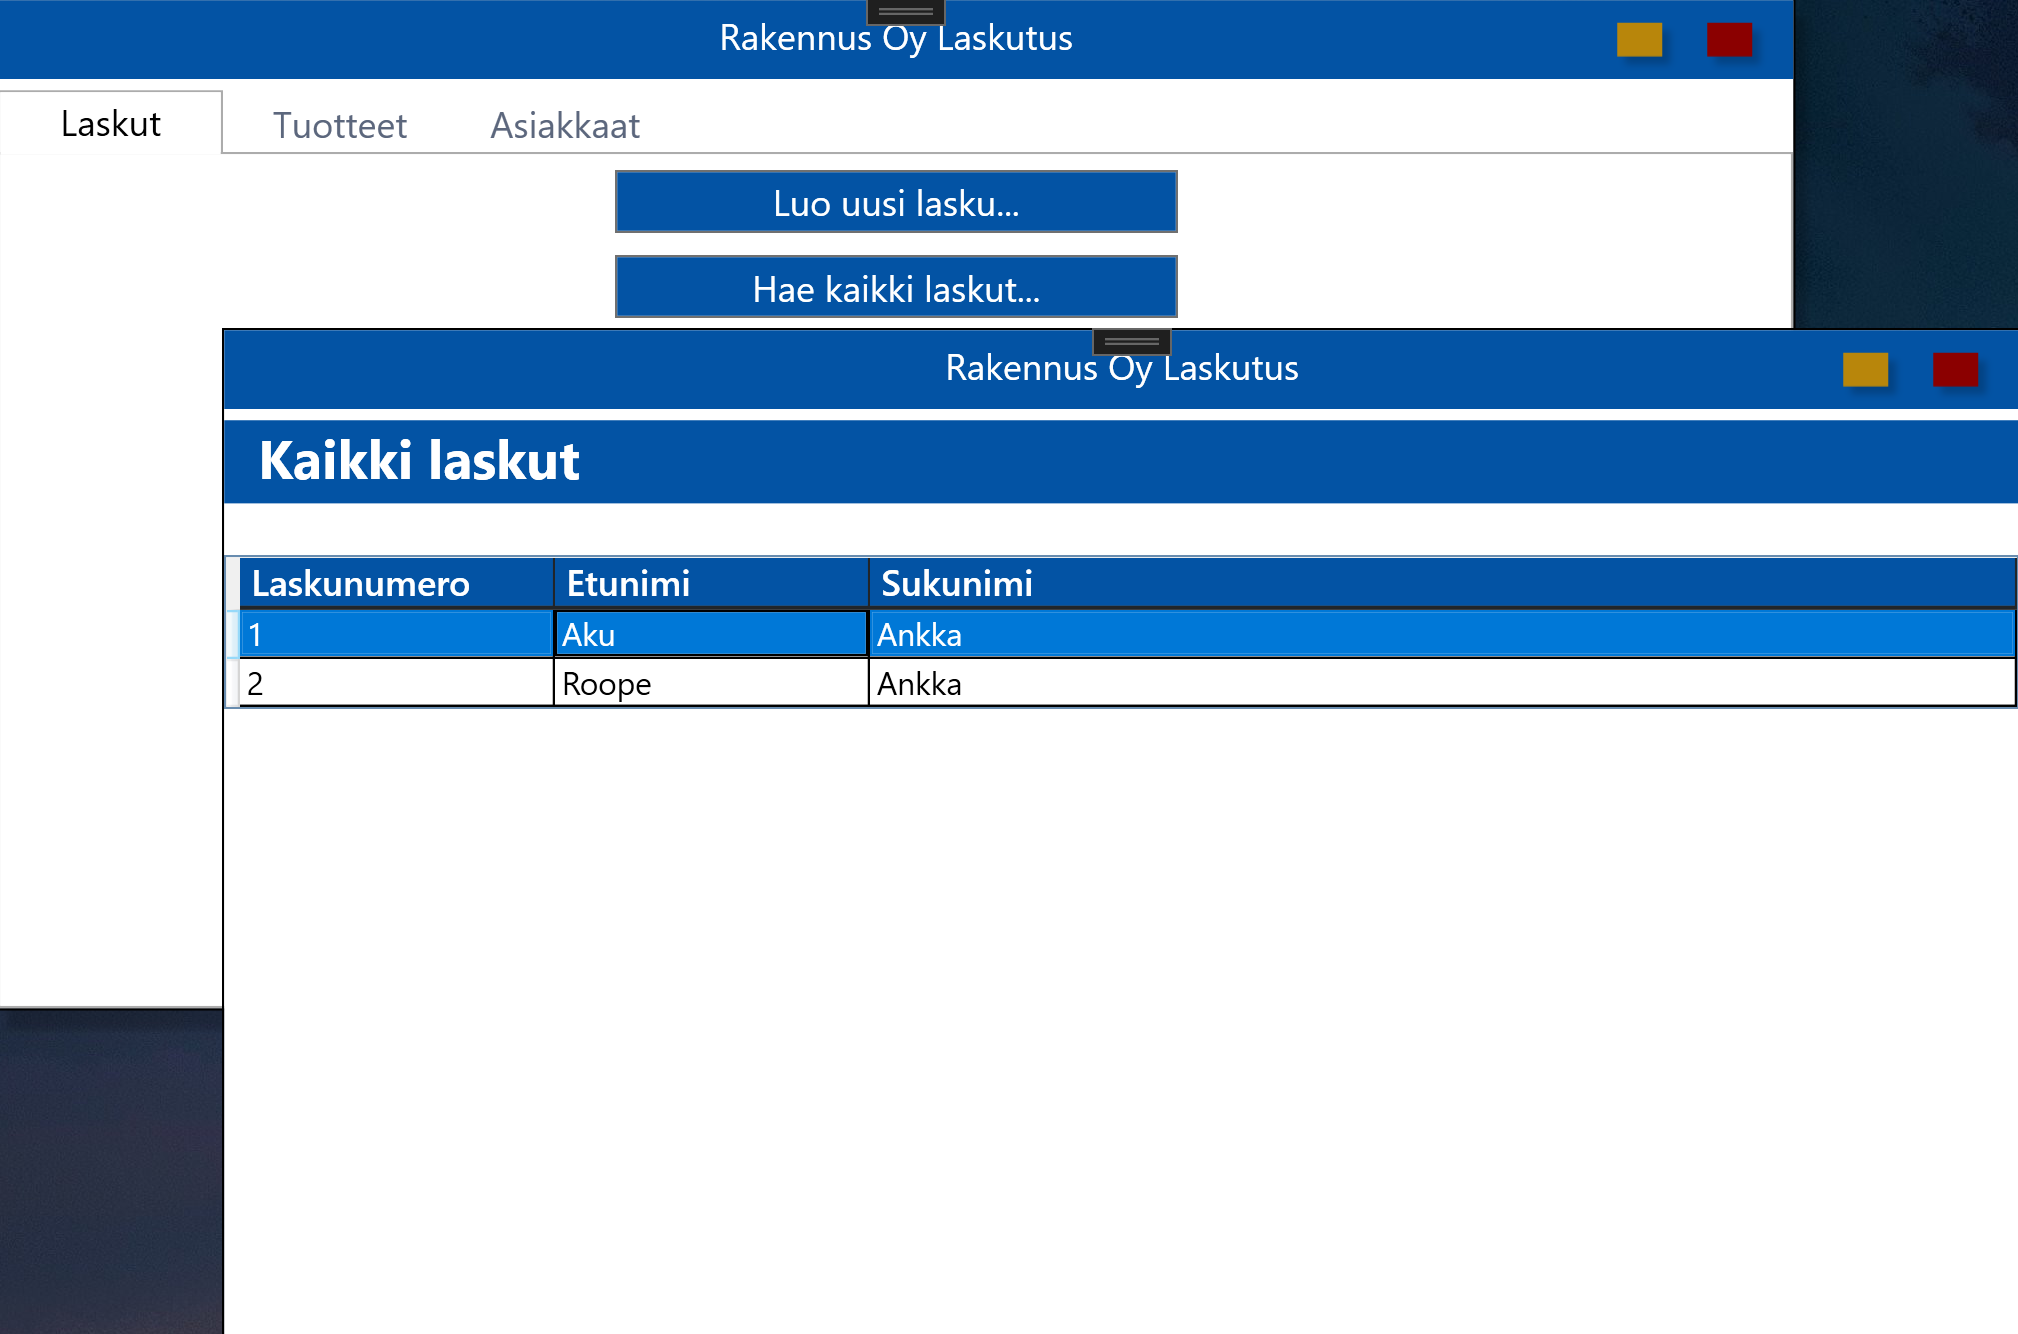 Rakennus Oy Laskutus
Laskut Tuotteet Asiakkaat
Luo uusi lasku...
Hae kaikki laskut...
Rakennus Oy Laskutus
Kaikki laskut
Laskunumero Etunimi Sukunimi
1 Aku Ankka
2 Roope Ankka